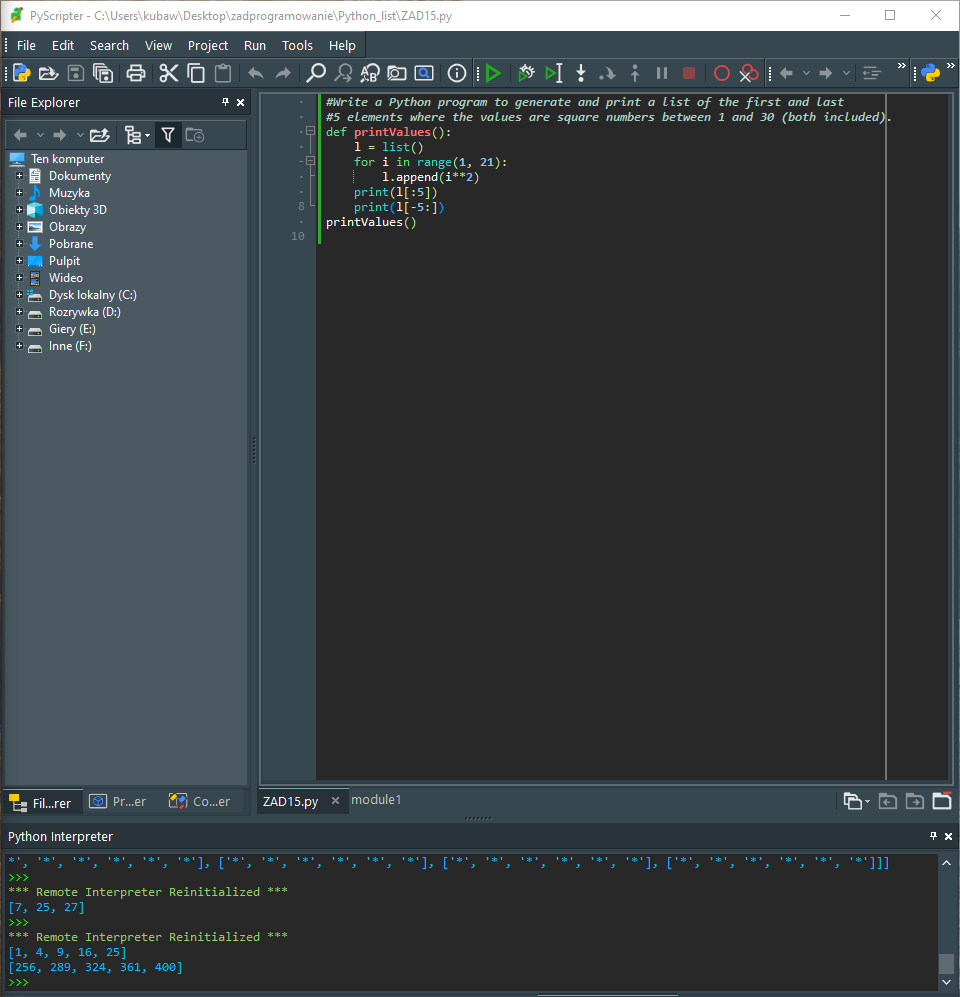 PyScripter - C:\Users\kubaw\Desktop\zadprogramowanie\Python_list\ZAD15.py
File Edit Search View Project Run Tools Help
File Explorer
Ten komputer
Dokumenty
Muzyka
Obiekty 3D
Obrazy
Pobrane
Pulpit
Wideo
Dysk lokalny (C:)
Rozrywka (D:)
Giery (E:)
Inne (F:)
Fil...rer Pr...er Co...er
#Write a Python program to generate and print a list of the first and last
#5 elements where the values are square numbers between 1 and 30 (both included).
def printValues():
    l = list()
    for i in range(1, 21):
        l.append(i**2)
    print(l[:5])
8     print(l[-5:])
printValues()
10
ZAD15.py module1
Python Interpreter
*', '*', '*', '*', '*', '*'], ['*', '*', '*', '*', '*', '*'], ['*', '*', '*', '*', '*', '*'], ['*', '*', '*', '*', '*', '*']]]
>>>
*** Remote Interpreter Reinitialized ***
[7, 25, 27]
>>>
*** Remote Interpreter Reinitialized ***
[1, 4, 9, 16, 25]
[256, 289, 324, 361, 400]
>>>